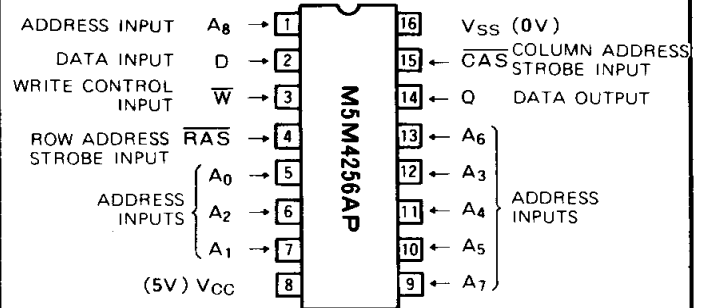 ADDRESS INPUT A8 → 1
DATA INPUT D → 2
WRITE CONTROL
INPUT W̅ → 3
ROW ADDRESS R̅A̅S̅ → 4
STROBE INPUT
A0 → 5
ADDRESS
INPUTS A2 → 6
A1 → 7
(5V) VCC 8
M5M4256AP
16 VSS (0V)
15 ← C̅A̅S̅ COLUMN ADDRESS
STROBE INPUT
14 ← Q DATA OUTPUT
13 ← A6
12 ← A3
ADDRESS
11 ← A4 INPUTS
10 ← A5
9 ← A7